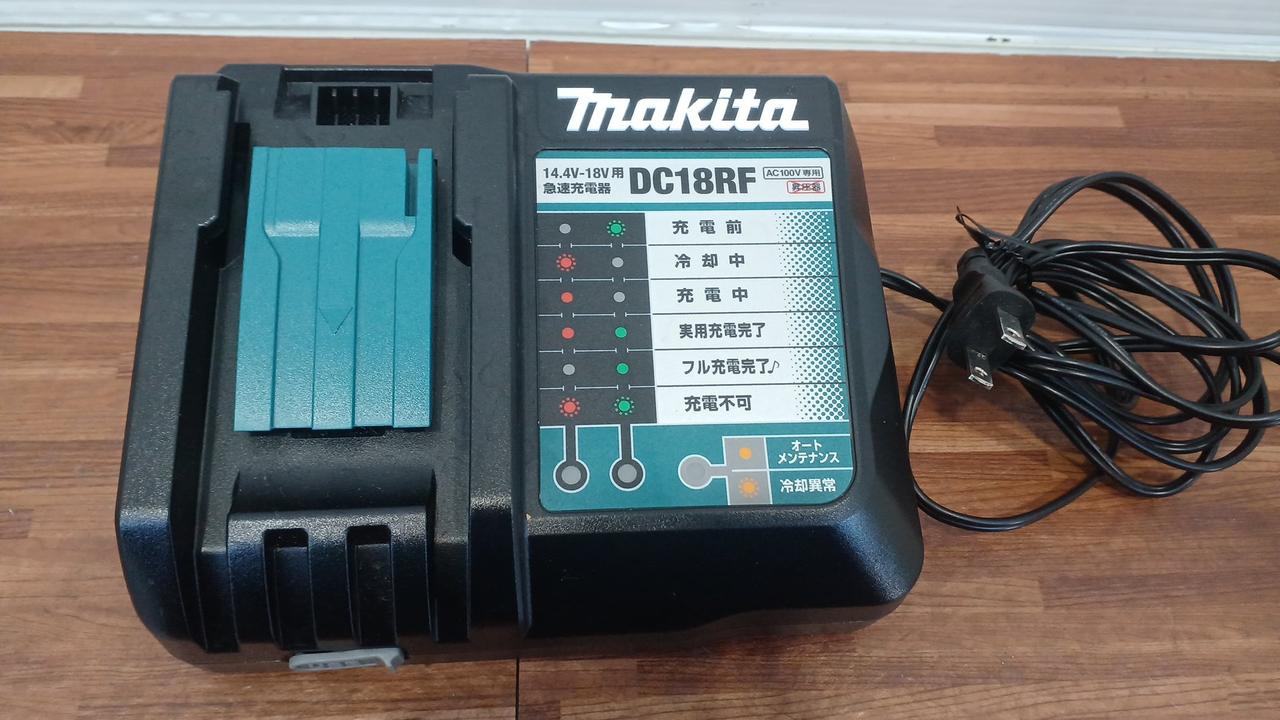 makita
14.4V-18V用
急速充電器
DC18RF
AC100V専用
昇圧器
充電前
冷却中
充電中
実用充電完了
フル充電完了♪
充電不可
オート
メンテナンス
冷却異常